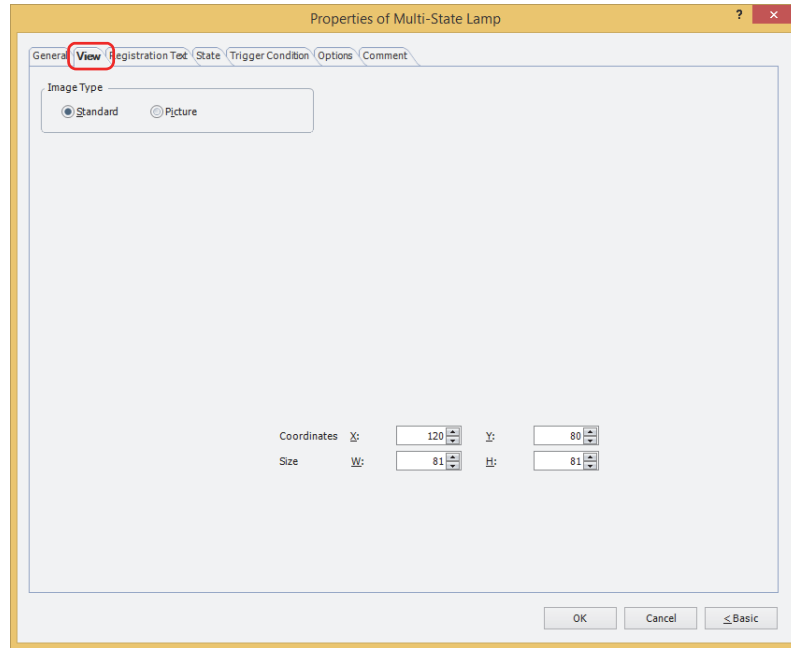 Properties of Multi-State Lamp ? ×
General View Registration Text State Trigger Condition Options Comment
Image Type
Standard Picture
Coordinates X: 120 Y: 80
Size W: 81 H: 81
OK Cancel <Basic